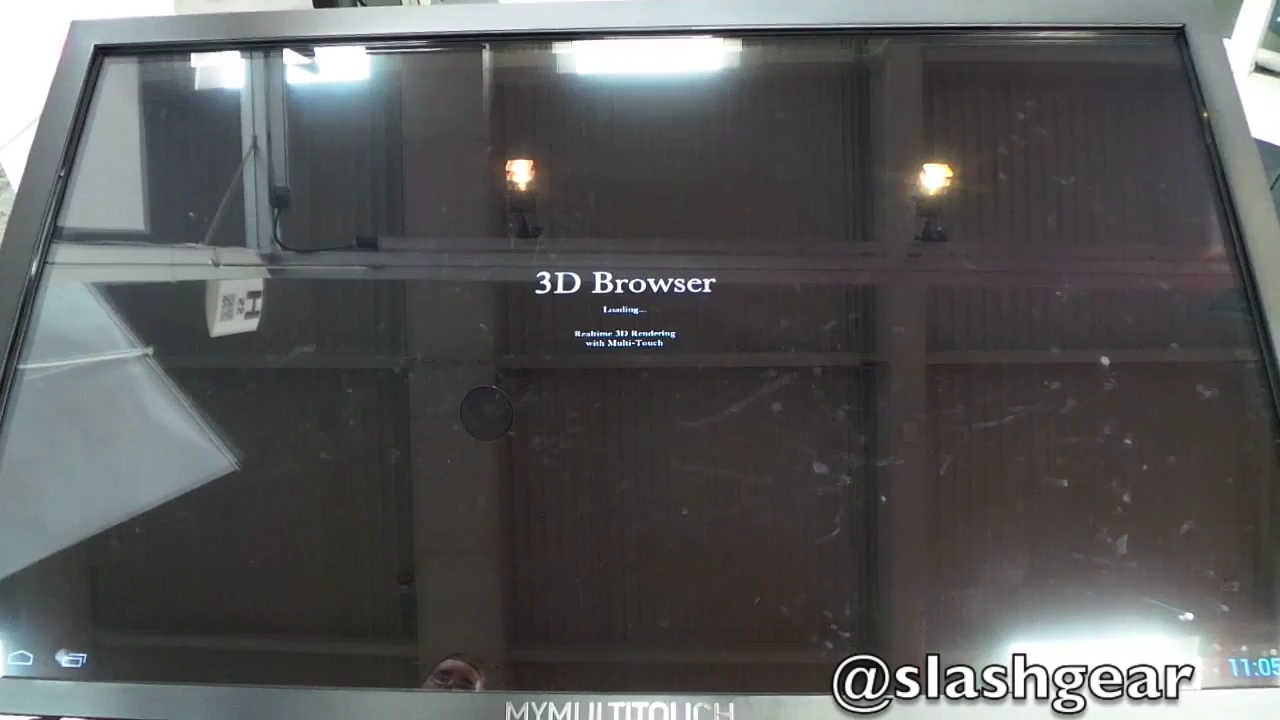 3D Browser
Loading...
Realtime 3D Rendering
with Multi-Touch
11:05
@slashgear
MYMULTITOUCH